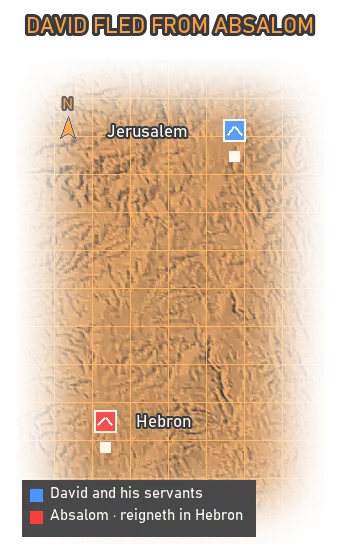 DAVID FLED FROM ABSALOM
N
Jerusalem
Hebron
David and his servants
Absalom · reigneth in Hebron